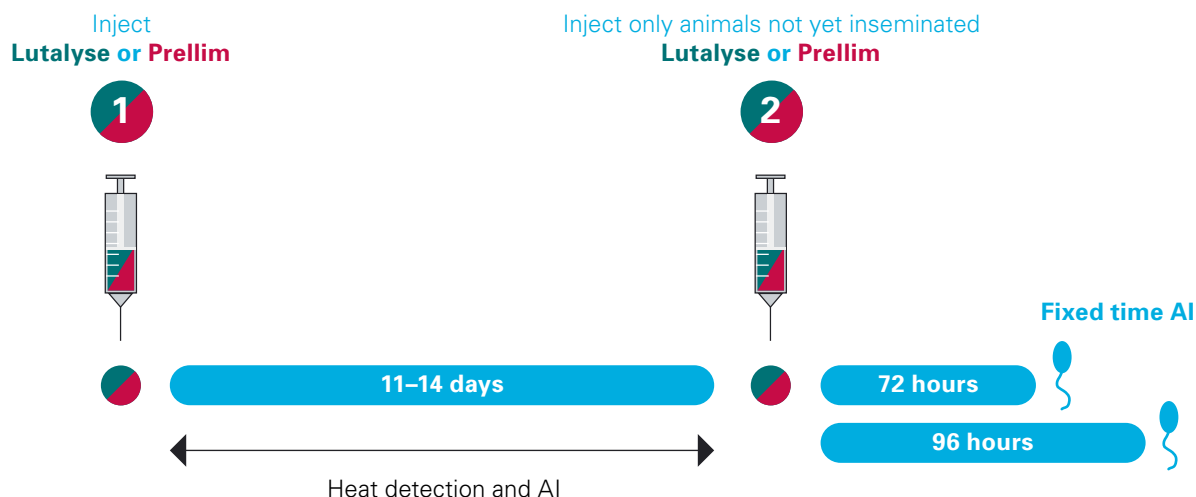 Inject
Lutalyse or Prellim
1
Inject only animals not yet inseminated
Lutalyse or Prellim
2
Fixed time AI
11–14 days
72 hours
96 hours
Heat detection and AI